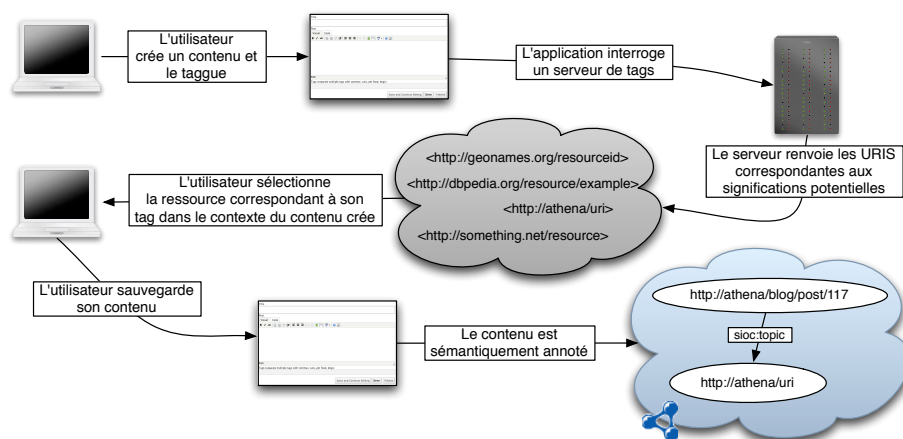 L'utilisateur
crée un contenu et
le taggue
L'application interroge
un serveur de tags
Le serveur renvoie les URIS
correspondantes aux
significations potentielles
<http://geonames.org/resourceid>
<http://dbpedia.org/resource/example>
<http://athena/uri>
<http://something.net/resource>
L'utilisateur sélectionne
la ressource correspondant à son
tag dans le contexte du contenu crée
L'utilisateur sauvegarde
son contenu
Le contenu est
sémantiquement annoté
http://athena/blog/post/117
sioc:topic
http://athena/uri